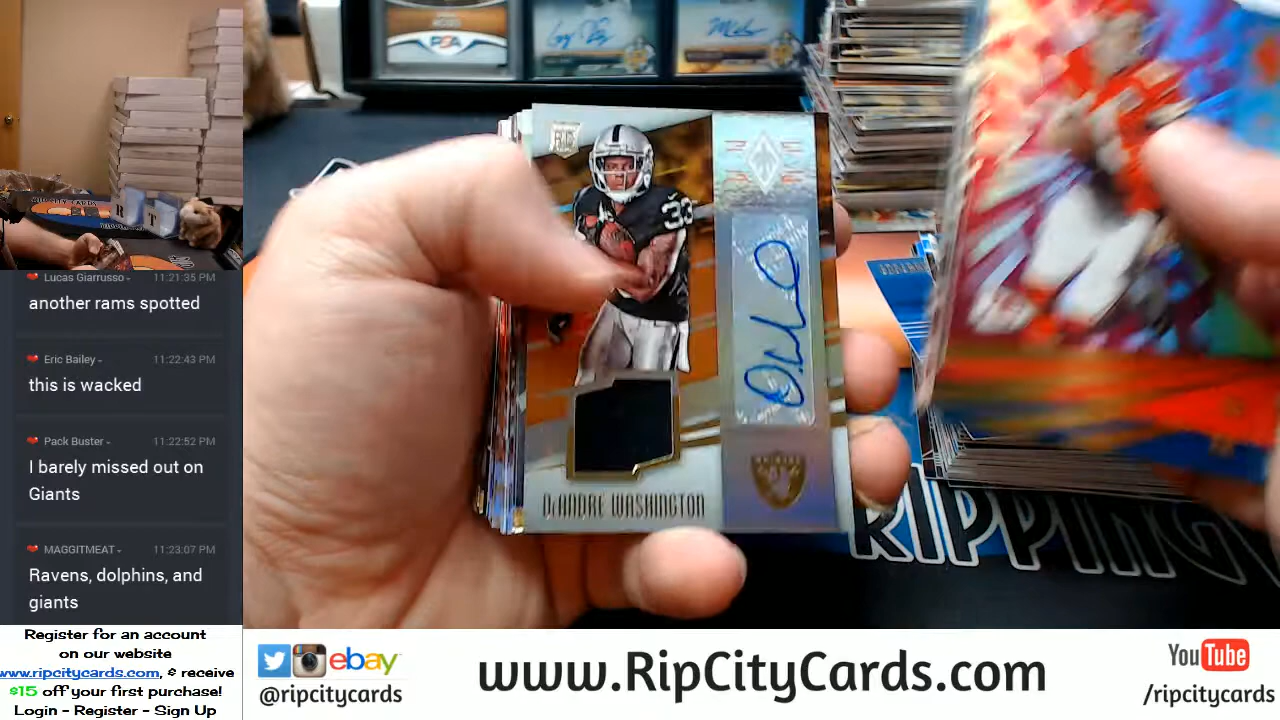 Lucas Giarrusso - 11:21:35 PM
another rams spotted
Eric Bailey - 11:22:43 PM
this is wacked
Pack Buster - 11:22:52 PM
I barely missed out on
Giants
MAGGITMEAT - 11:23:07 PM
Ravens, dolphins, and
giants
Register for an account
on our website
www.ripcitycards.com, & receive
$15 off your first purchase!
Login - Register - Sign Up
PSA
33
DeANDRE WASHINGTON
RIPPING
ebay
@ripcitycards
www.RipCityCards.com
YouTube
/ripcitycards